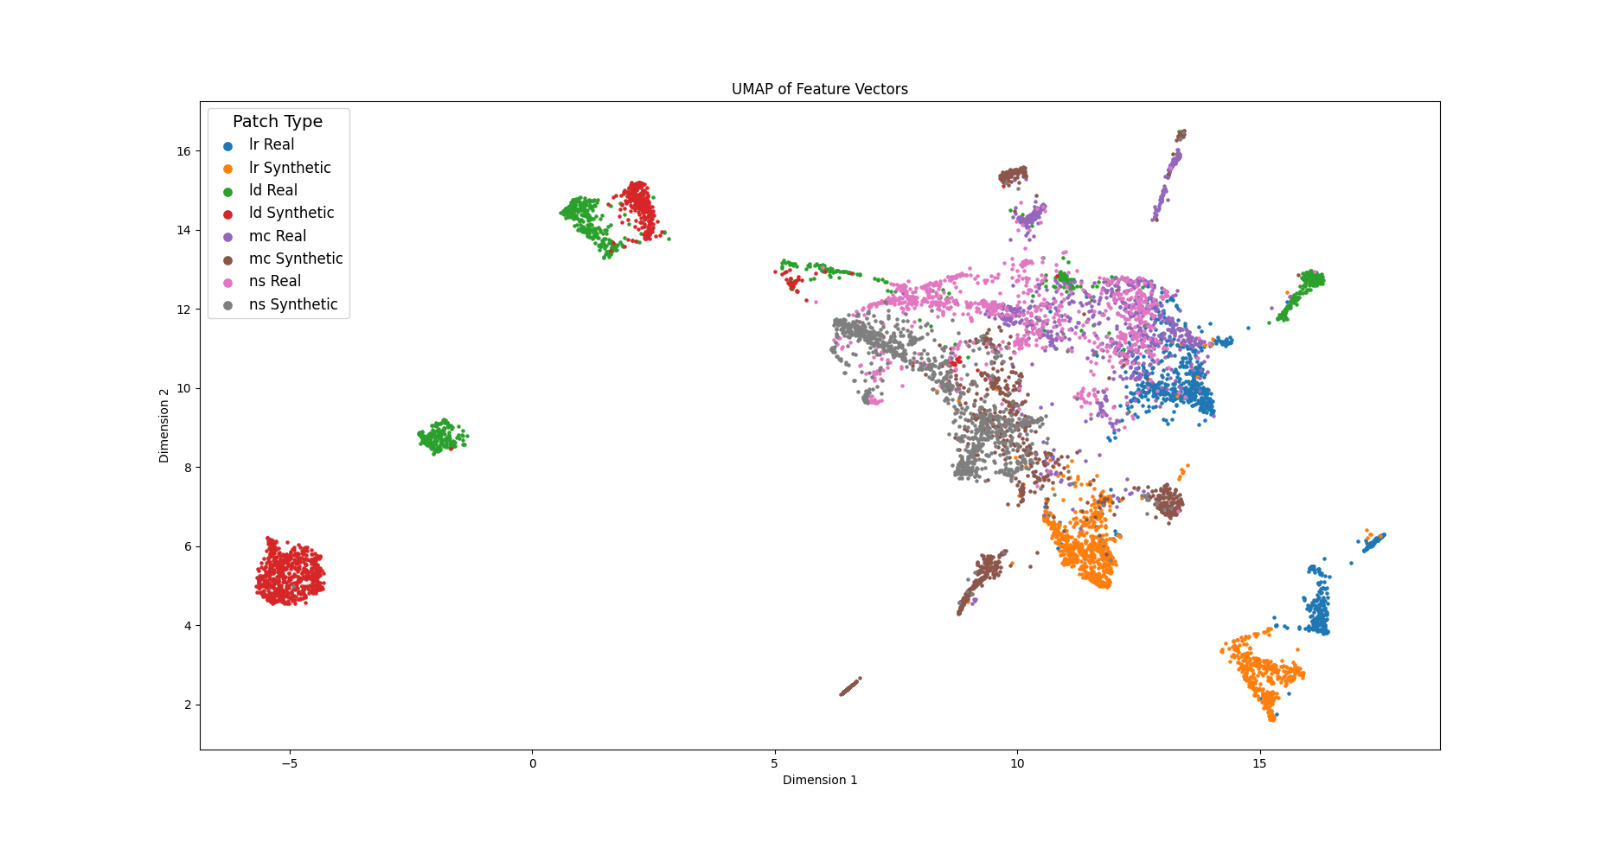 UMAP of Feature Vectors
Patch Type
lr Real
lr Synthetic
ld Real
ld Synthetic
mc Real
mc Synthetic
ns Real
ns Synthetic
16
14
12
10
8
6
4
2
Dimension 2
−5
0
5
10
15
Dimension 1